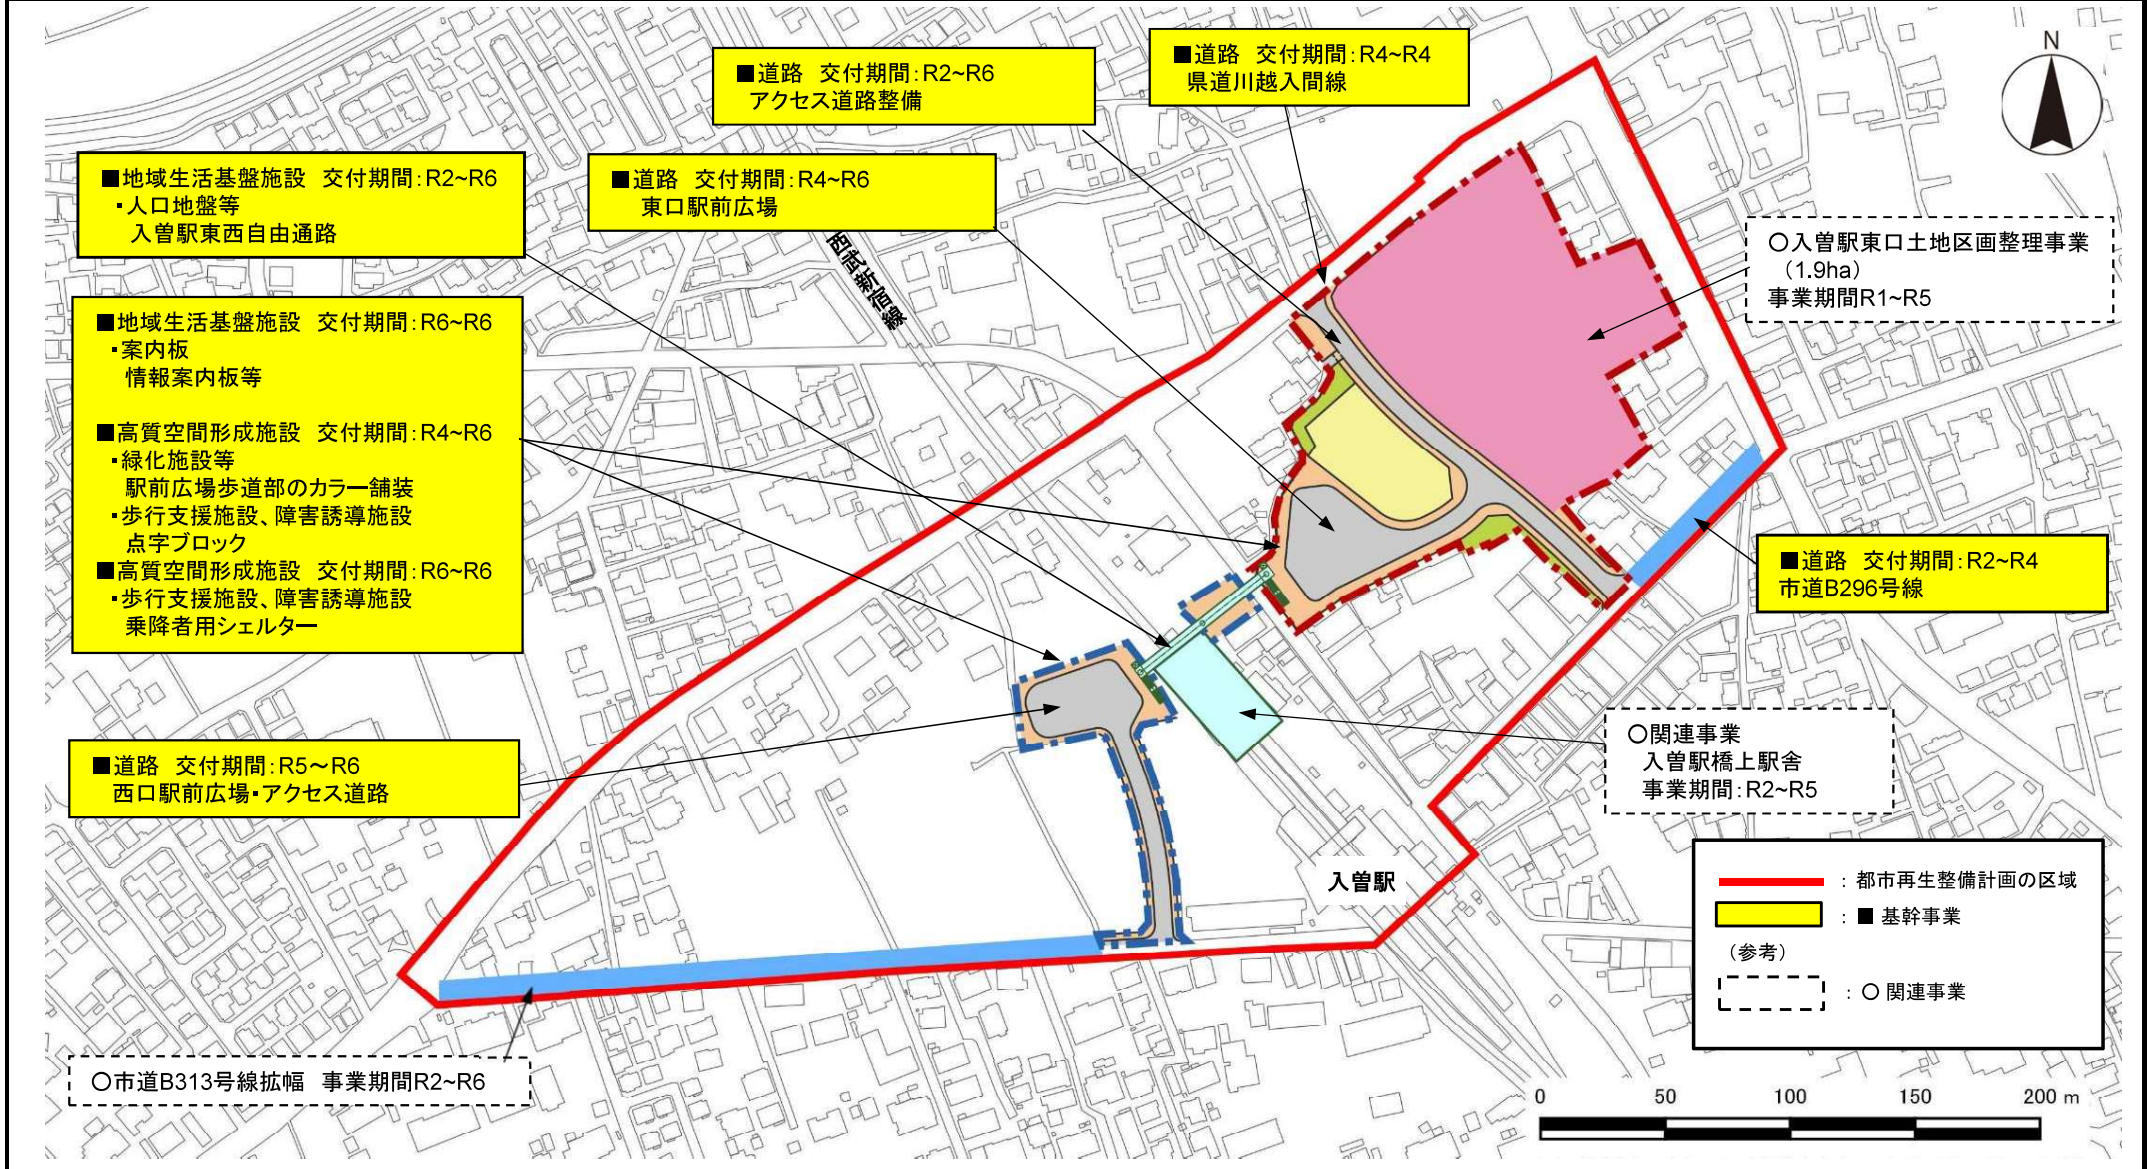 ■道路 交付期間:R2~R6
アクセス道路整備
■道路 交付期間:R4~R4
県道川越入間線
N
■地域生活基盤施設 交付期間:R2~R6
・人口地盤等
入曽駅東西自由通路
■道路 交付期間:R4~R6
東口駅前広場
西武新宿線
○入曽駅東口土地区画整理事業
(1.9ha)
事業期間R1~R5
■地域生活基盤施設 交付期間:R6~R6
・案内板
情報案内板等
■高質空間形成施設 交付期間:R4~R6
・緑化施設等
駅前広場歩道部のカラー舗装
・歩行支援施設、障害誘導施設
点字ブロック
■高質空間形成施設 交付期間:R6~R6
・歩行支援施設、障害誘導施設
乗降者用シェルター
■道路 交付期間:R2~R4
市道B296号線
■道路 交付期間:R5~R6
西口駅前広場・アクセス道路
○関連事業
入曽駅橋上駅舎
事業期間:R2~R5
入曽駅
:都市再生整備計画の区域
:■ 基幹事業
(参考)
:○ 関連事業
○市道B313号線拡幅 事業期間R2~R6
0 50 100 150 200 m